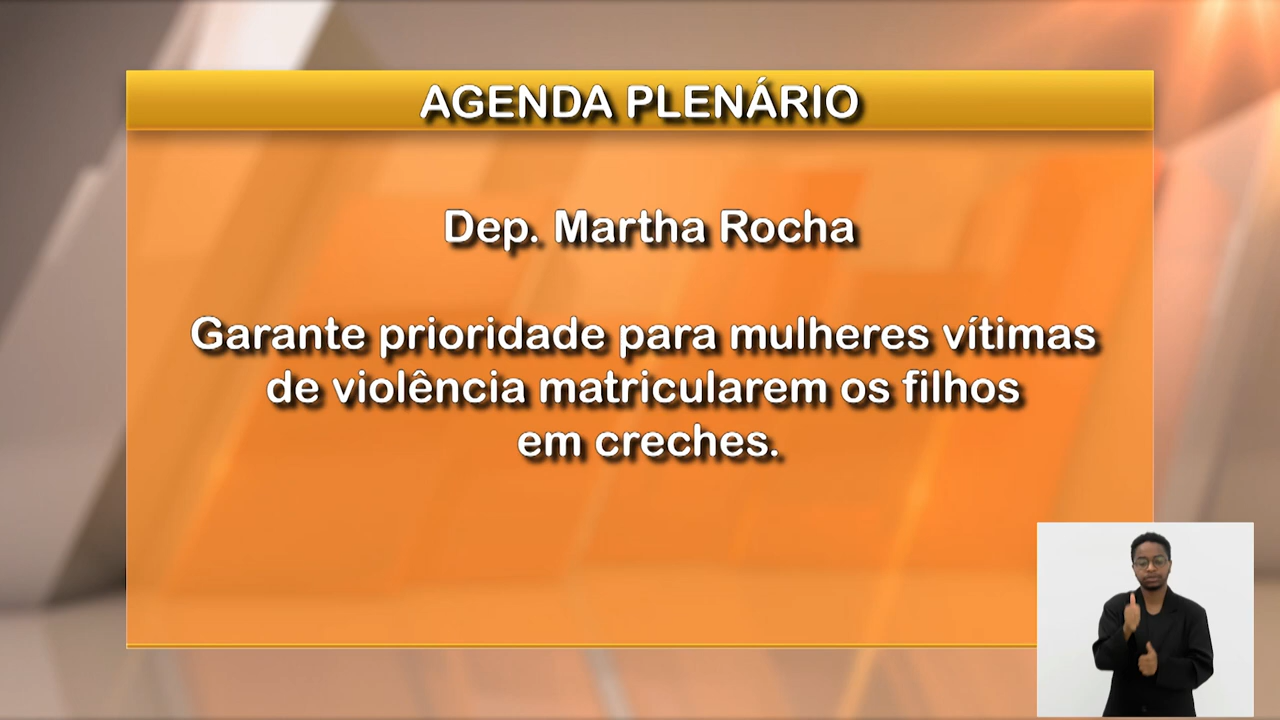 AGENDA PLENÁRIO
Dep. Martha Rocha
Garante prioridade para mulheres vítimas
de violência matricularem os filhos
em creches.